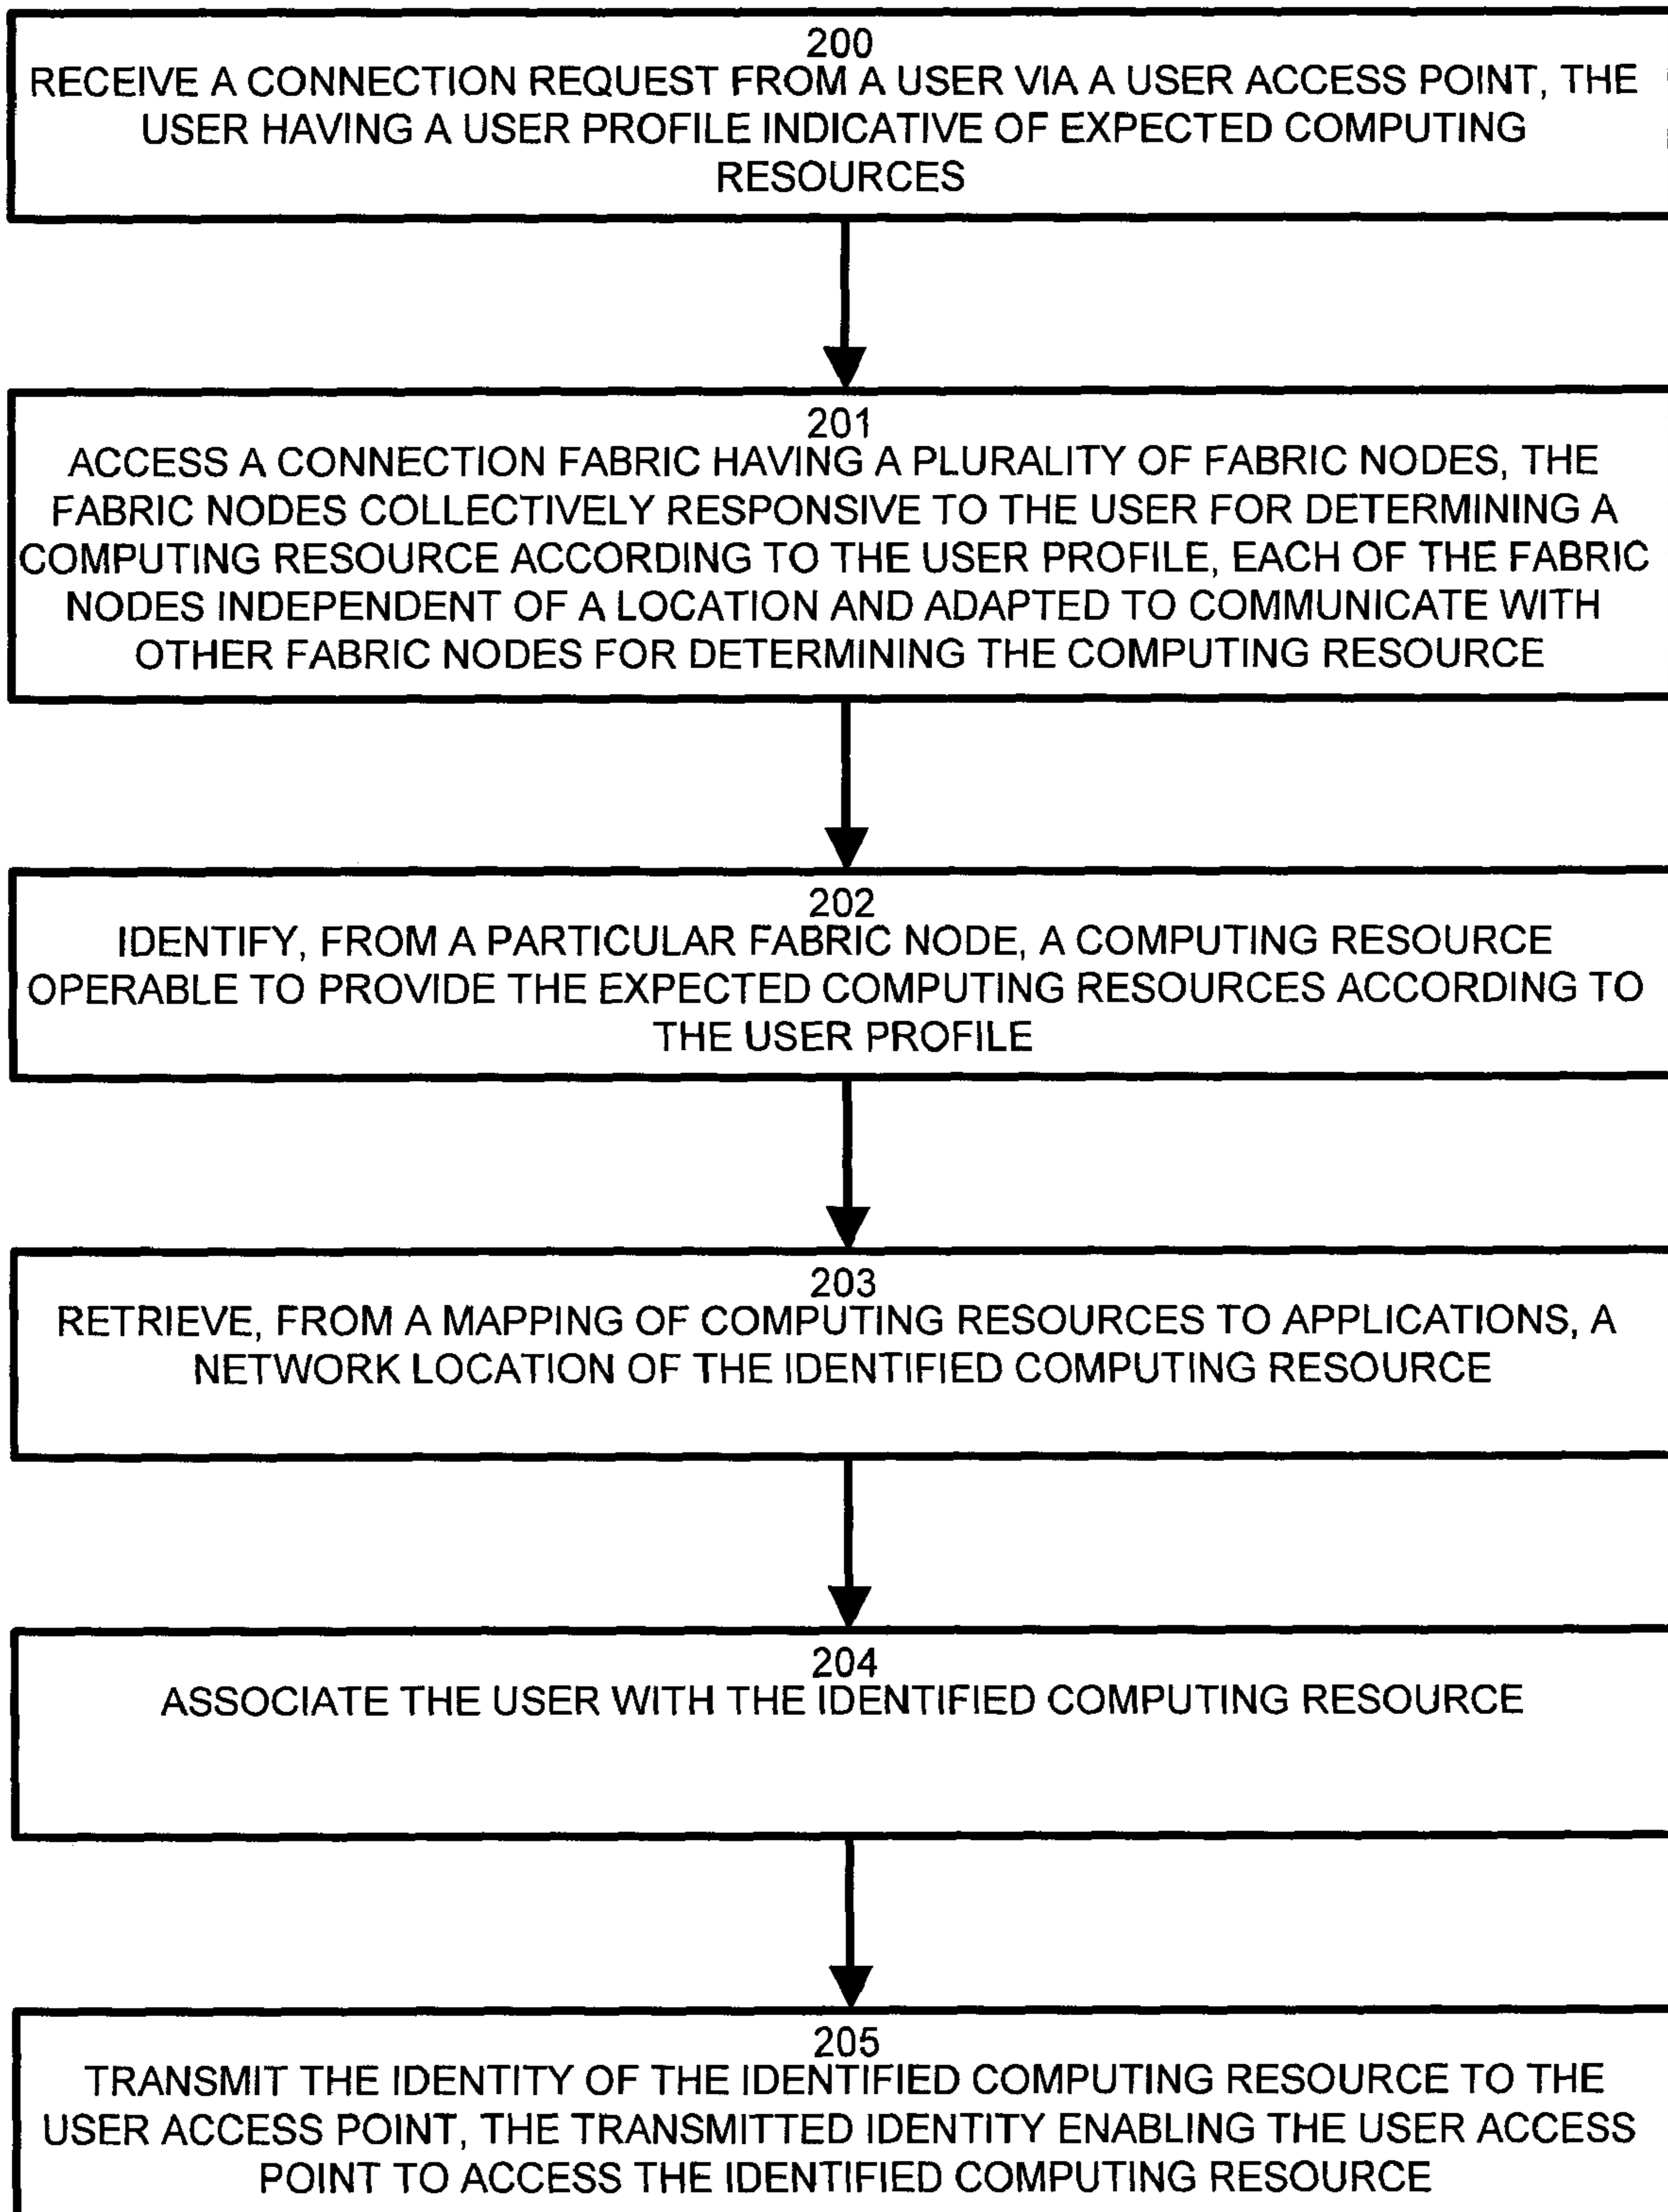 200
RECEIVE A CONNECTION REQUEST FROM A USER VIA A USER ACCESS POINT, THE
USER HAVING A USER PROFILE INDICATIVE OF EXPECTED COMPUTING
RESOURCES
201
ACCESS A CONNECTION FABRIC HAVING A PLURALITY OF FABRIC NODES, THE
FABRIC NODES COLLECTIVELY RESPONSIVE TO THE USER FOR DETERMINING A
COMPUTING RESOURCE ACCORDING TO THE USER PROFILE, EACH OF THE FABRIC
NODES INDEPENDENT OF A LOCATION AND ADAPTED TO COMMUNICATE WITH
OTHER FABRIC NODES FOR DETERMINING THE COMPUTING RESOURCE
202
IDENTIFY, FROM A PARTICULAR FABRIC NODE, A COMPUTING RESOURCE
OPERABLE TO PROVIDE THE EXPECTED COMPUTING RESOURCES ACCORDING TO
THE USER PROFILE
203
RETRIEVE, FROM A MAPPING OF COMPUTING RESOURCES TO APPLICATIONS, A
NETWORK LOCATION OF THE IDENTIFIED COMPUTING RESOURCE
204
ASSOCIATE THE USER WITH THE IDENTIFIED COMPUTING RESOURCE
205
TRANSMIT THE IDENTITY OF THE IDENTIFIED COMPUTING RESOURCE TO THE
USER ACCESS POINT, THE TRANSMITTED IDENTITY ENABLING THE USER ACCESS
POINT TO ACCESS THE IDENTIFIED COMPUTING RESOURCE